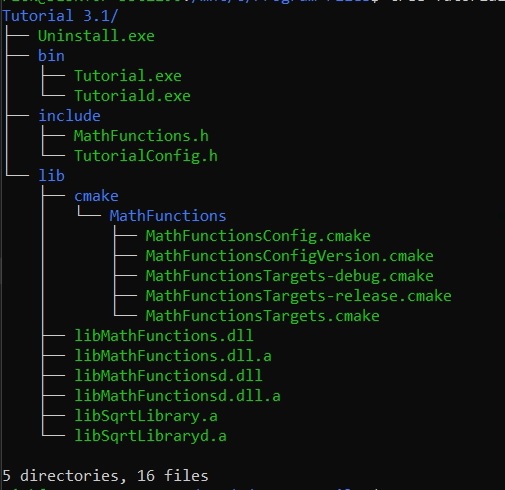 Tutorial 3.1/
├── Uninstall.exe
├── bin
│   ├── Tutorial.exe
│   └── Tutoriald.exe
├── include
│   ├── MathFunctions.h
│   └── TutorialConfig.h
└── lib
    ├── cmake
    │   └── MathFunctions
    │       ├── MathFunctionsConfig.cmake
    │       ├── MathFunctionsConfigVersion.cmake
    │       ├── MathFunctionsTargets-debug.cmake
    │       ├── MathFunctionsTargets-release.cmake
    │       └── MathFunctionsTargets.cmake
    ├── libMathFunctions.dll
    ├── libMathFunctions.dll.a
    ├── libMathFunctionsd.dll
    ├── libMathFunctionsd.dll.a
    ├── libSqrtLibrary.a
    └── libSqrtLibraryd.a
5 directories, 16 files